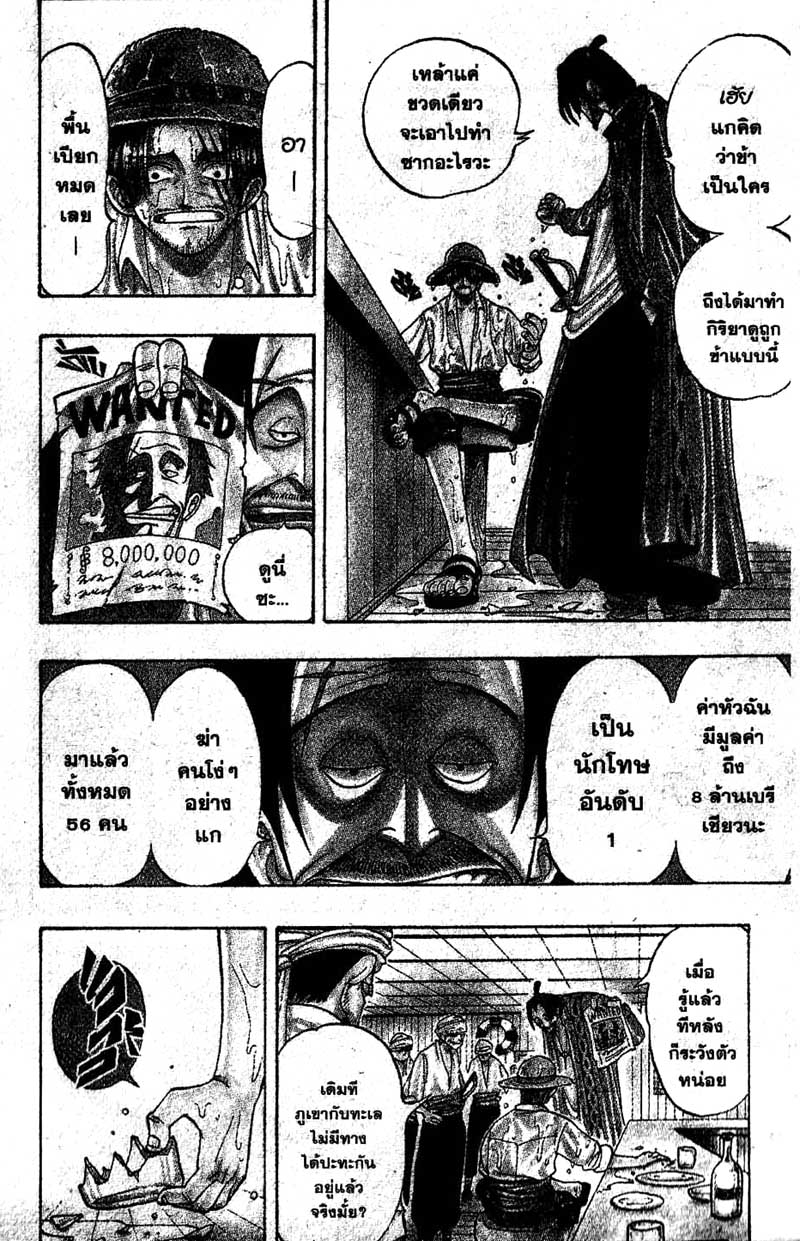 เฮ้ย
แกคิด
ว่าข้า
เป็นใคร
ถึงได้มาทำ
กิริยาดูถูก
ข้าแบบนี้
เหล้าแค่
ขวดเดียว
จะเอาไปทำ
ซากอะไรวะ
อา
พื้น
เปียก
หมด
เลย
WANTED
8,000,000
ดูนี่
ซะ...
ค่าหัวฉัน
มีมูลค่า
ถึง
8 ล้านเบรี
เชียวนะ
เป็น
นักโทษ
อันดับ
1
ฆ่า
คนโง่ๆ
อย่าง
แก
มาแล้ว
ทั้งหมด
56 คน
เมื่อ
รู้แล้ว
ทีหลัง
ก็ระวังตัว
หน่อย
เดิมที
ภูเขากับทะเล
ไม่มีทาง
ได้ปะทะกัน
อยู่แล้ว
จริงมั้ย?